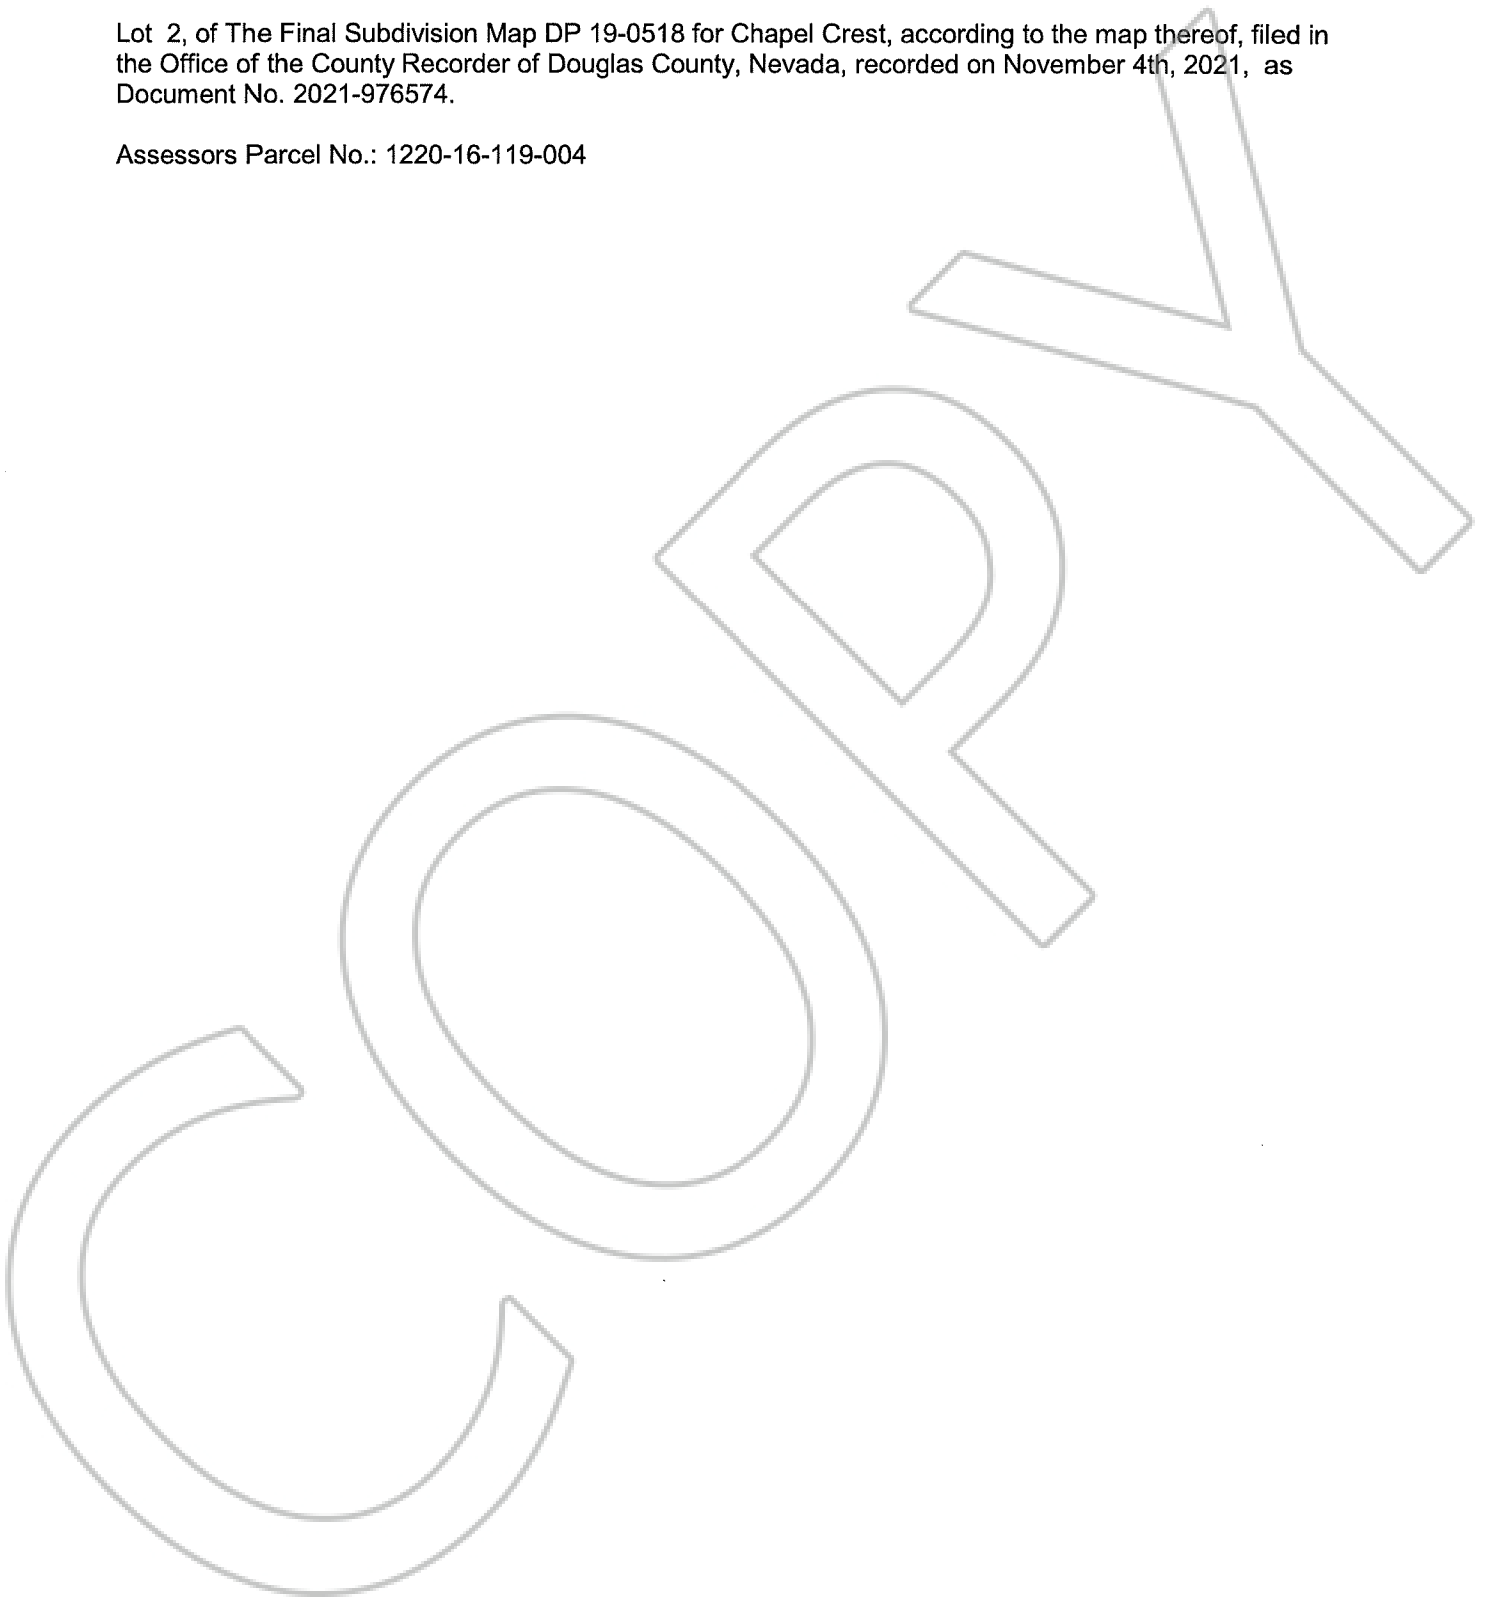 Lot  2, of The Final Subdivision Map DP 19-0518 for Chapel Crest, according to the map thereof, filed in
the Office of the County Recorder of Douglas County, Nevada, recorded on November 4th, 2021,  as
Document No. 2021-976574.
Assessors Parcel No.: 1220-16-119-004
COPY